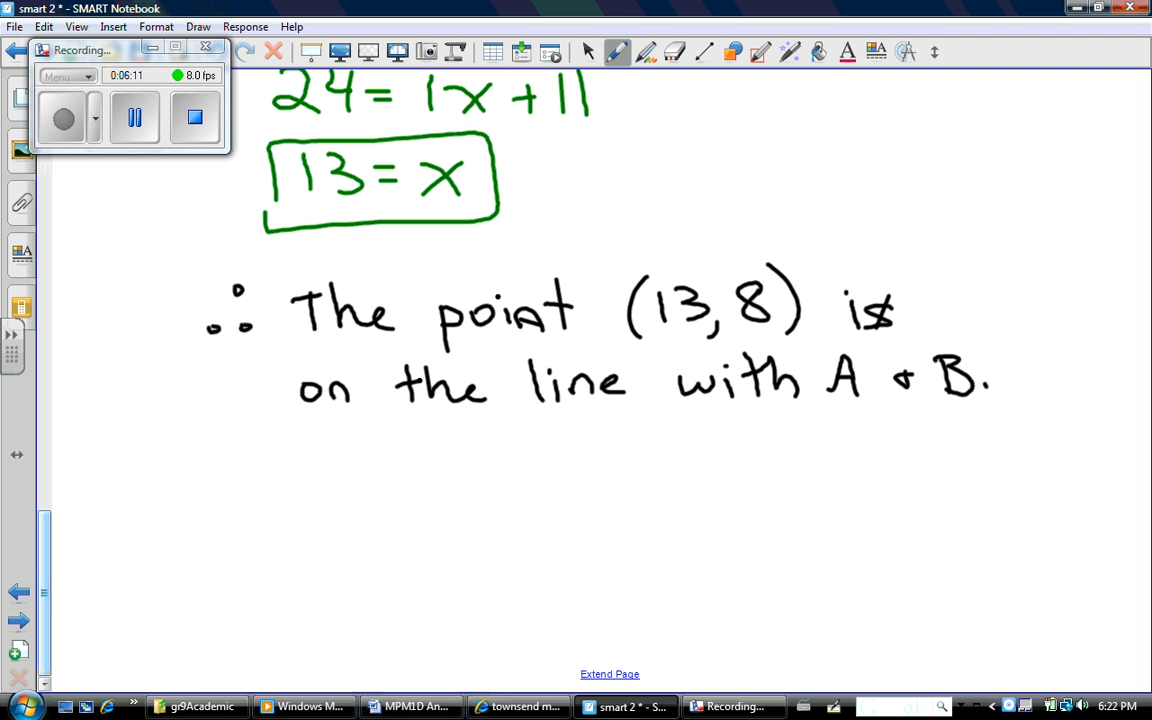 smart 2 * - SMART Notebook
File Edit View Insert Format Draw Response Help
Recording...
Menu 0:06:11 8.0 fps
24 = 1x + 11
13 = x
∴ The point (13, 8) is
on the line with A & B.
Extend Page
gr9Academic Windows M... MPM1D An... townsend m... smart 2 * - S... Recording... 6:22 PM